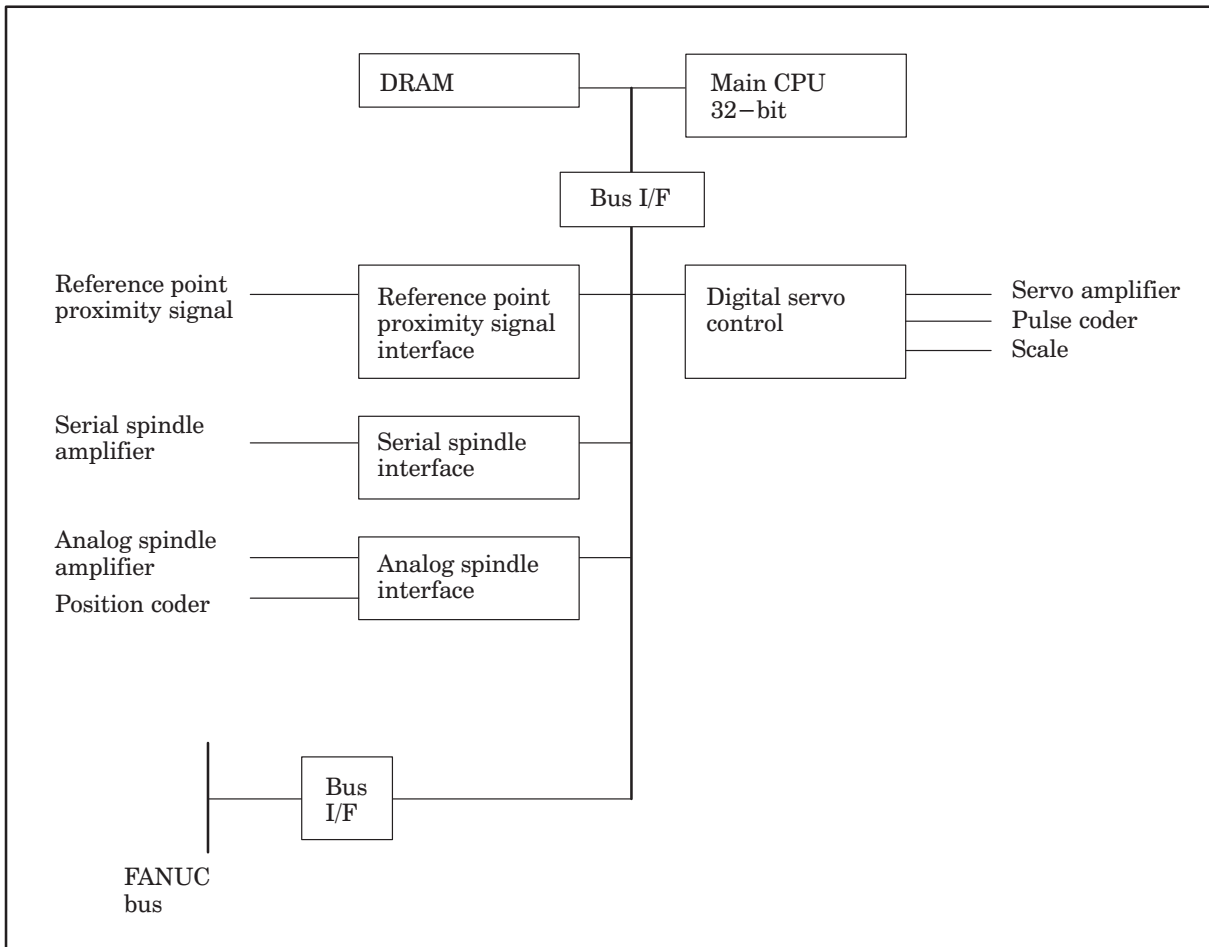 DRAM
Main CPU
32−bit
Bus I/F
Reference point
proximity signal
Reference point
proximity signal
interface
Digital servo
control
Servo amplifier
Pulse coder
Scale
Serial spindle
amplifier
Serial spindle
interface
Analog spindle
amplifier
Position coder
Analog spindle
interface
Bus
I/F
FANUC
bus